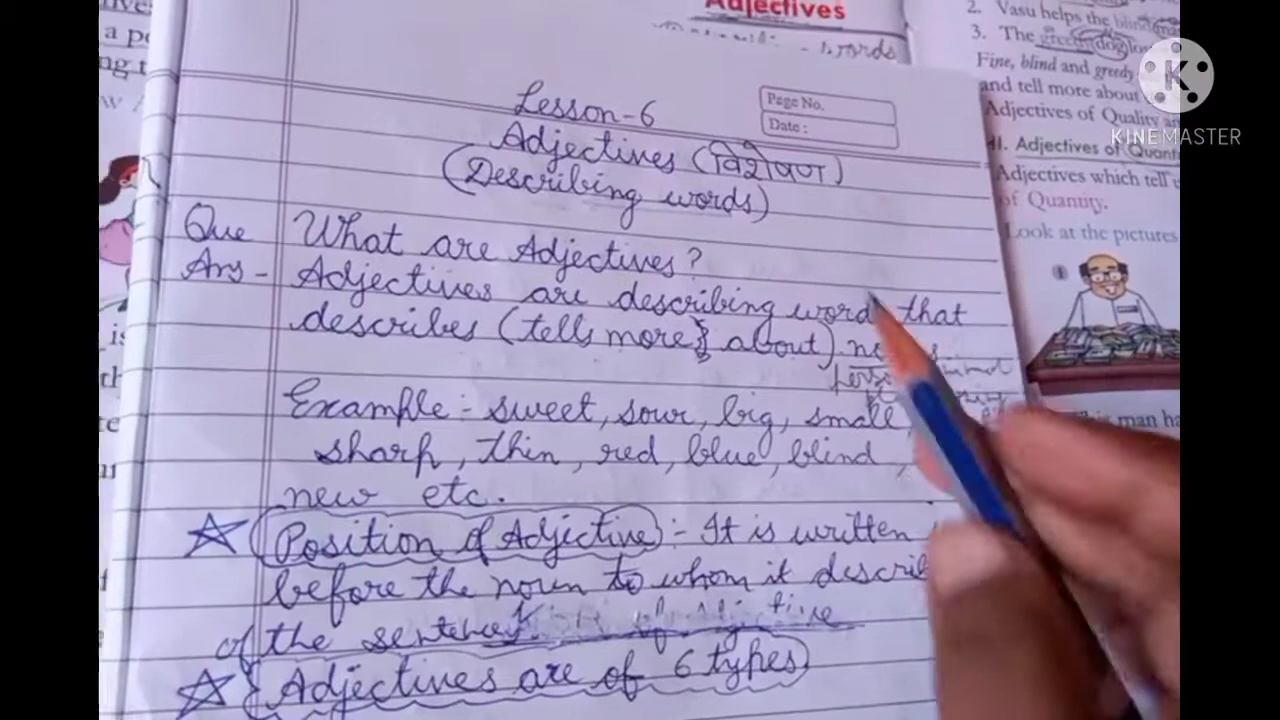 Adjectives
words
Lesson-6
Page No.
Date :
Adjectives (विशेषण)
(Describing words)
Que What are Adjectives?
Ans - Adjectives are describing words that
describes (tells more} about)
Example :- sweet, sour, big, small,
sharp, thin, red, blue, blind,
new etc.
Position of Adjective :- It is written
before the noun to whom it
of the sentence
Adjectives are of 6 types
2. Vasu helps the blind
3. The greedy dog
Fine, blind and greedy
and tell more about
Adjectives of Quality
II. Adjectives of
Adjectives which tell
of Quantity.
Look at the pictures
man
KINEMASTER